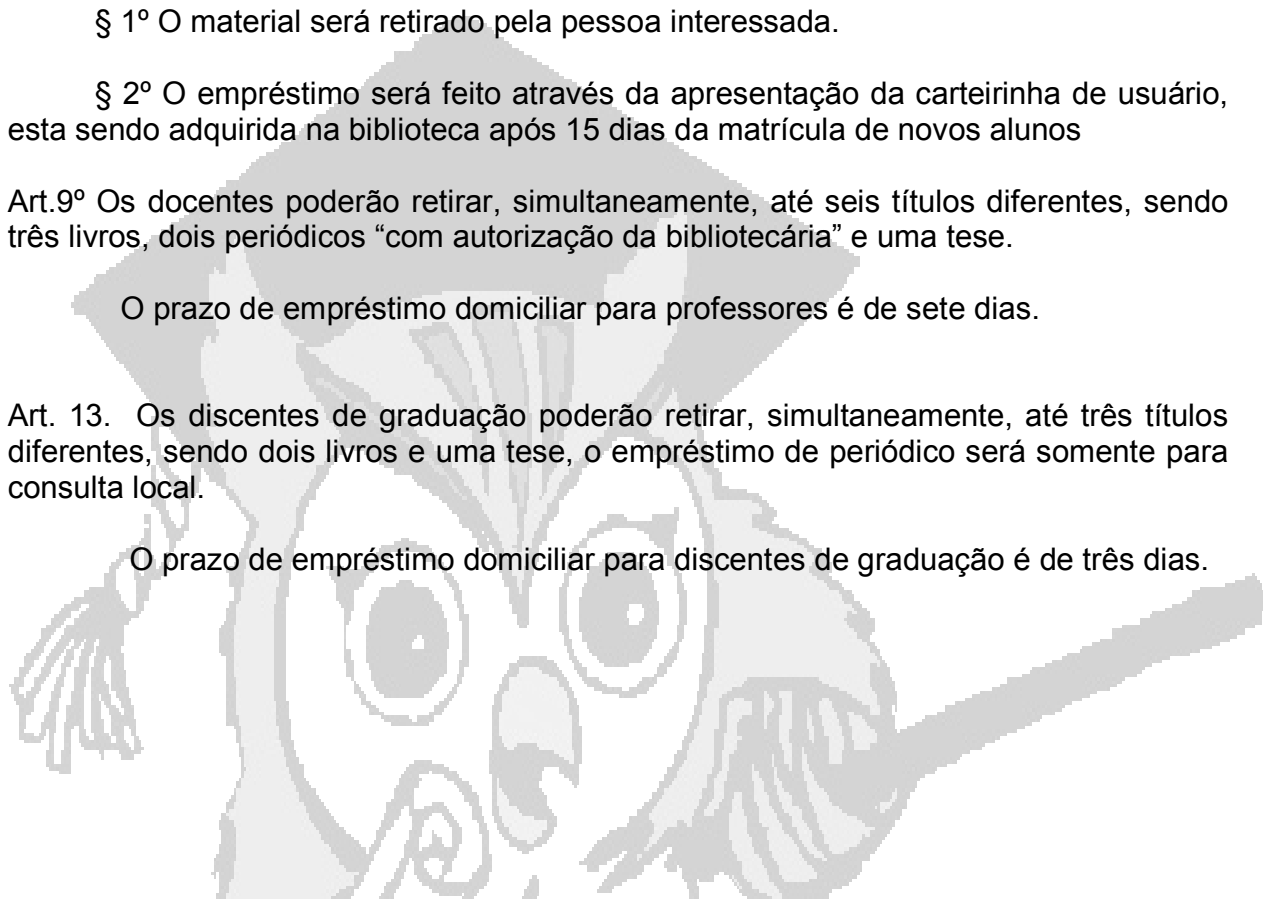 § 1º O material será retirado pela pessoa interessada.
§ 2º O empréstimo será feito através da apresentação da carteirinha de usuário,
esta sendo adquirida na biblioteca após 15 dias da matrícula de novos alunos
Art.9º Os docentes poderão retirar, simultaneamente, até seis títulos diferentes, sendo
três livros, dois periódicos “com autorização da bibliotecária” e uma tese.
O prazo de empréstimo domiciliar para professores é de sete dias.
Art. 13. Os discentes de graduação poderão retirar, simultaneamente, até três títulos
diferentes, sendo dois livros e uma tese, o empréstimo de periódico será somente para
consulta local.
O prazo de empréstimo domiciliar para discentes de graduação é de três dias.